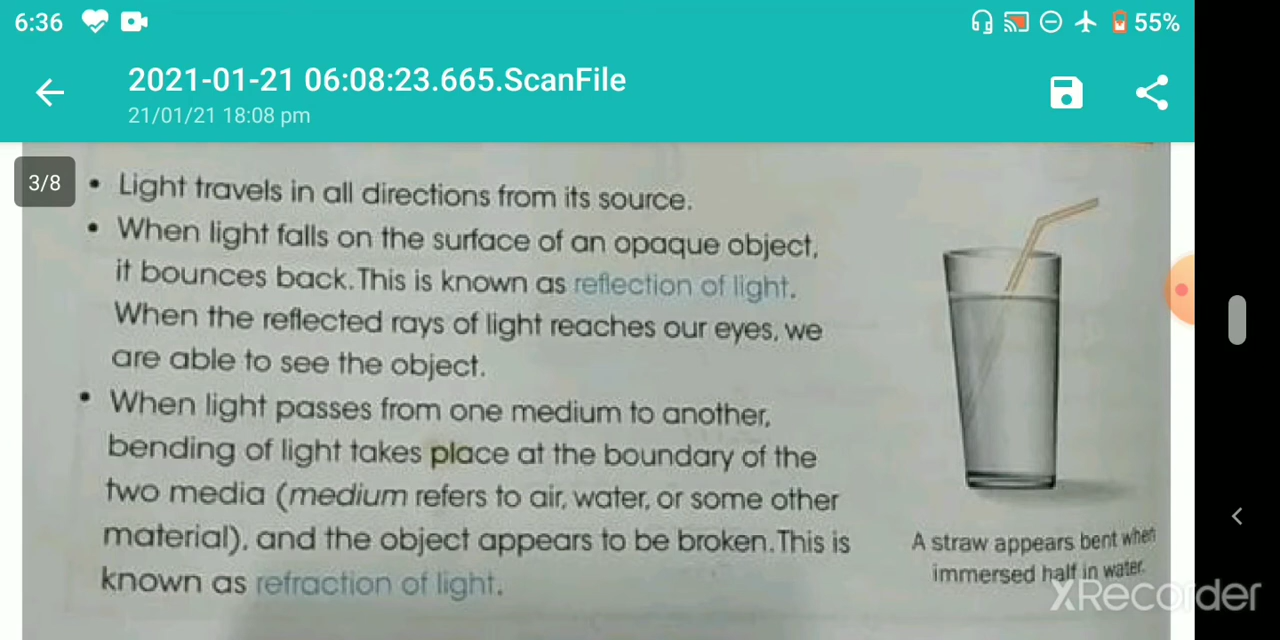 6:36
55%
2021-01-21 06:08:23.665.ScanFile
21/01/21 18:08 pm
3/8
• Light travels in all directions from its source.
• When light falls on the surface of an opaque object,
it bounces back. This is known as reflection of light.
When the reflected rays of light reaches our eyes, we
are able to see the object.
• When light passes from one medium to another,
bending of light takes place at the boundary of the
two media (medium refers to air, water, or some other
material), and the object appears to be broken. This is
known as refraction of light.
A straw appears bent when
immersed half in water.
XRecorder